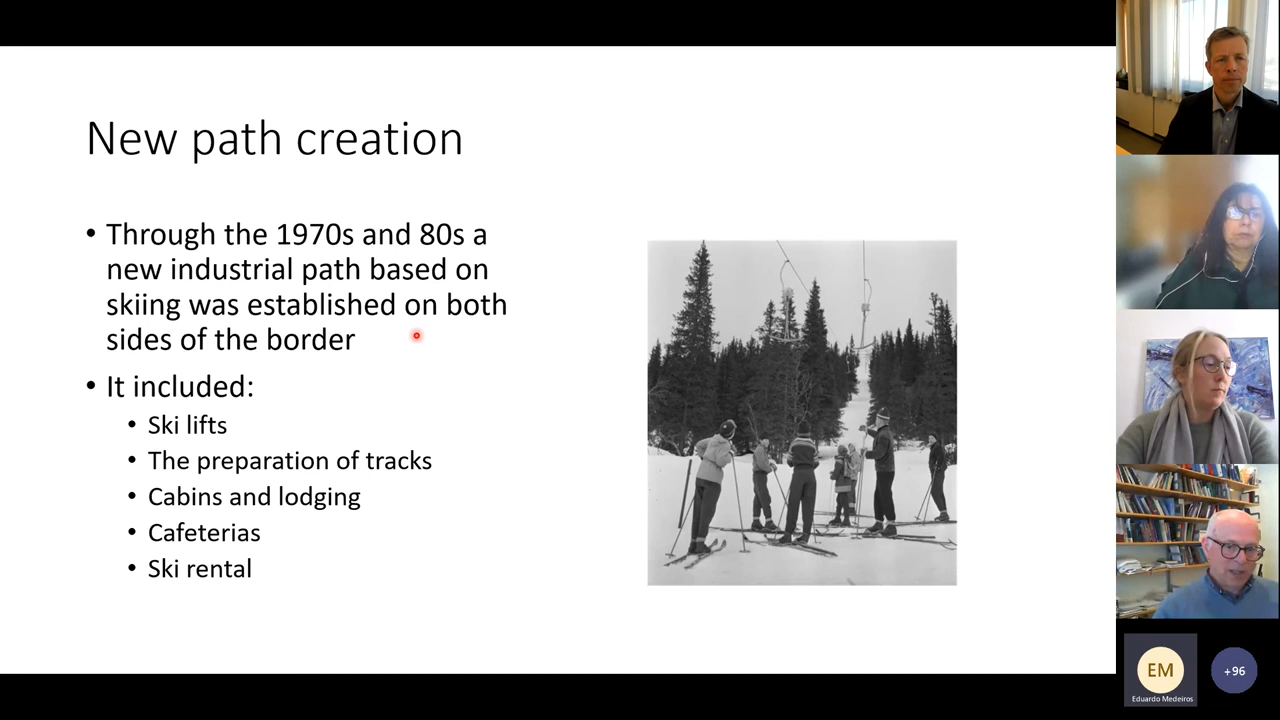 New path creation
• Through the 1970s and 80s a
new industrial path based on
skiing was established on both
sides of the border
• It included:
• Ski lifts
• The preparation of tracks
• Cabins and lodging
• Cafeterias
• Ski rental
EM
Eduardo Medeiros
+96